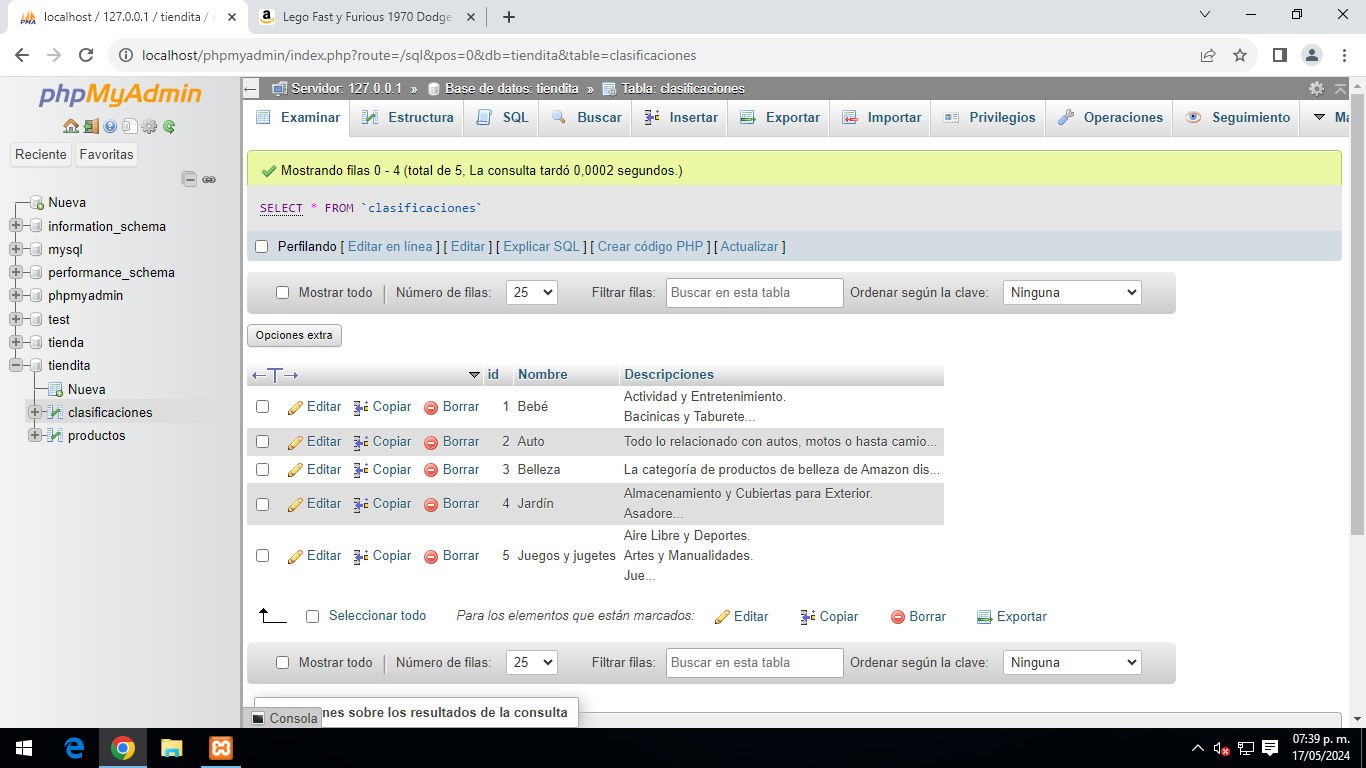 localhost / 127.0.0.1 / tiendita / c
Lego Fast y Furious 1970 Dodge
localhost/phpmyadmin/index.php?route=/sql&pos=0&db=tiendita&table=clasificaciones
phpMyAdmin
Reciente
Favoritas
Nueva
information_schema
mysql
performance_schema
phpmyadmin
test
tienda
tiendita
Nueva
clasificaciones
productos
Servidor: 127.0.0.1 » Base de datos: tiendita » Tabla: clasificaciones
Examinar Estructura SQL Buscar Insertar Exportar Importar Privilegios Operaciones Seguimiento Má
Mostrando filas 0 - 4 (total de 5, La consulta tardó 0,0002 segundos.)
SELECT * FROM `clasificaciones`
Perfilando [ Editar en línea ] [ Editar ] [ Explicar SQL ] [ Crear código PHP ] [ Actualizar ]
Mostrar todo Número de filas: 25 Filtrar filas: Buscar en esta tabla Ordenar según la clave: Ninguna
Opciones extra
id Nombre Descripciones
Editar Copiar Borrar 1 Bebé Actividad y Entretenimiento.
Bacinicas y Taburete...
Editar Copiar Borrar 2 Auto Todo lo relacionado con autos, motos o hasta camio...
Editar Copiar Borrar 3 Belleza La categoría de productos de belleza de Amazon dis...
Editar Copiar Borrar 4 Jardín Almacenamiento y Cubiertas para Exterior.
Asadore...
Editar Copiar Borrar 5 Juegos y jugetes Aire Libre y Deportes.
Artes y Manualidades.
Jue...
Seleccionar todo Para los elementos que están marcados: Editar Copiar Borrar Exportar
Mostrar todo Número de filas: 25 Filtrar filas: Buscar en esta tabla Ordenar según la clave: Ninguna
nes sobre los resultados de la consulta
Consola
07:39 p. m.
17/05/2024